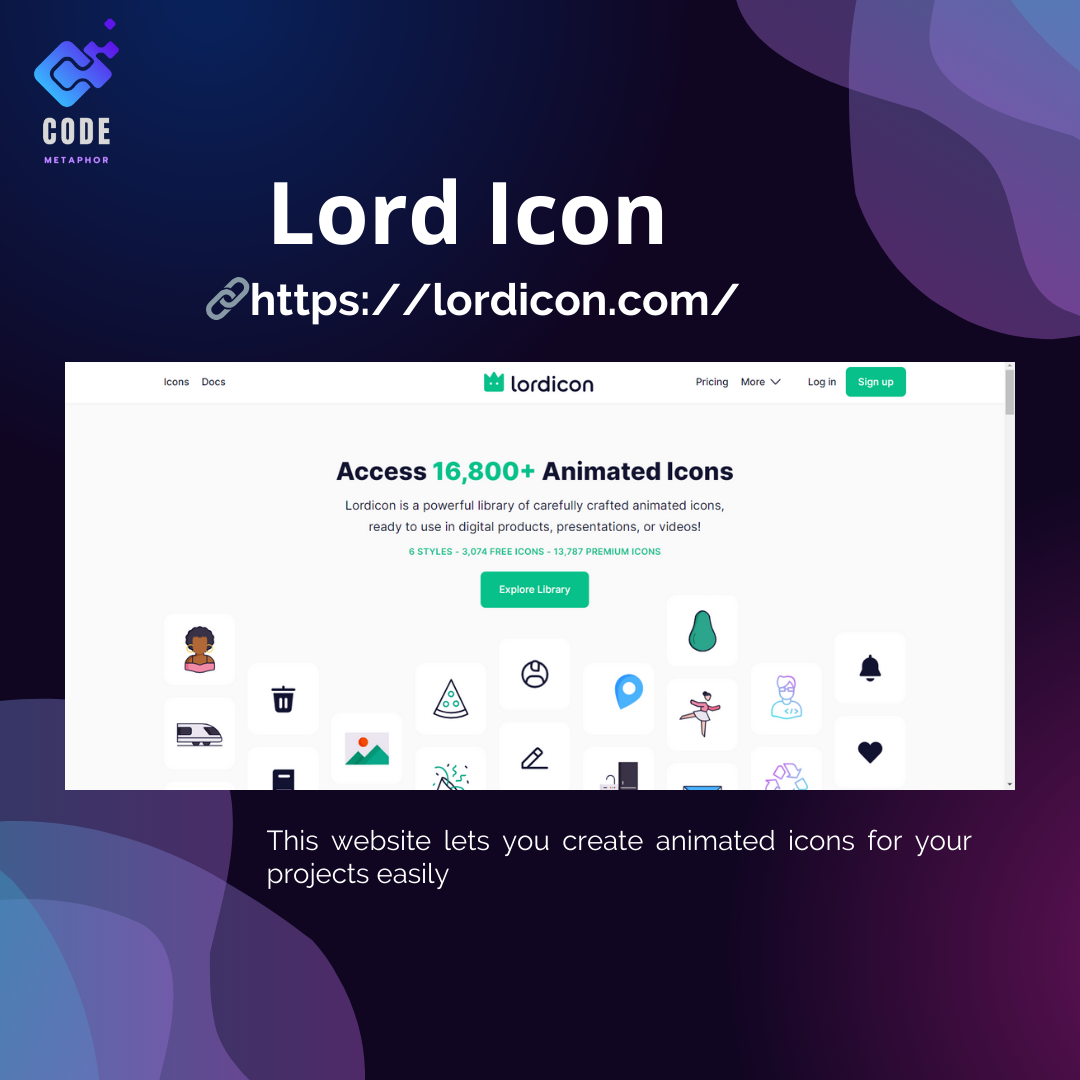 CODE
METAPHOR
Lord Icon
https://lordicon.com/
Icons Docs lordicon Pricing More Log in Sign up
Access 16,800+ Animated Icons
Lordicon is a powerful library of carefully crafted animated icons,
ready to use in digital products, presentations, or videos!
6 STYLES - 3,074 FREE ICONS - 13,787 PREMIUM ICONS
Explore Library
This website lets you create animated icons for your
projects easily